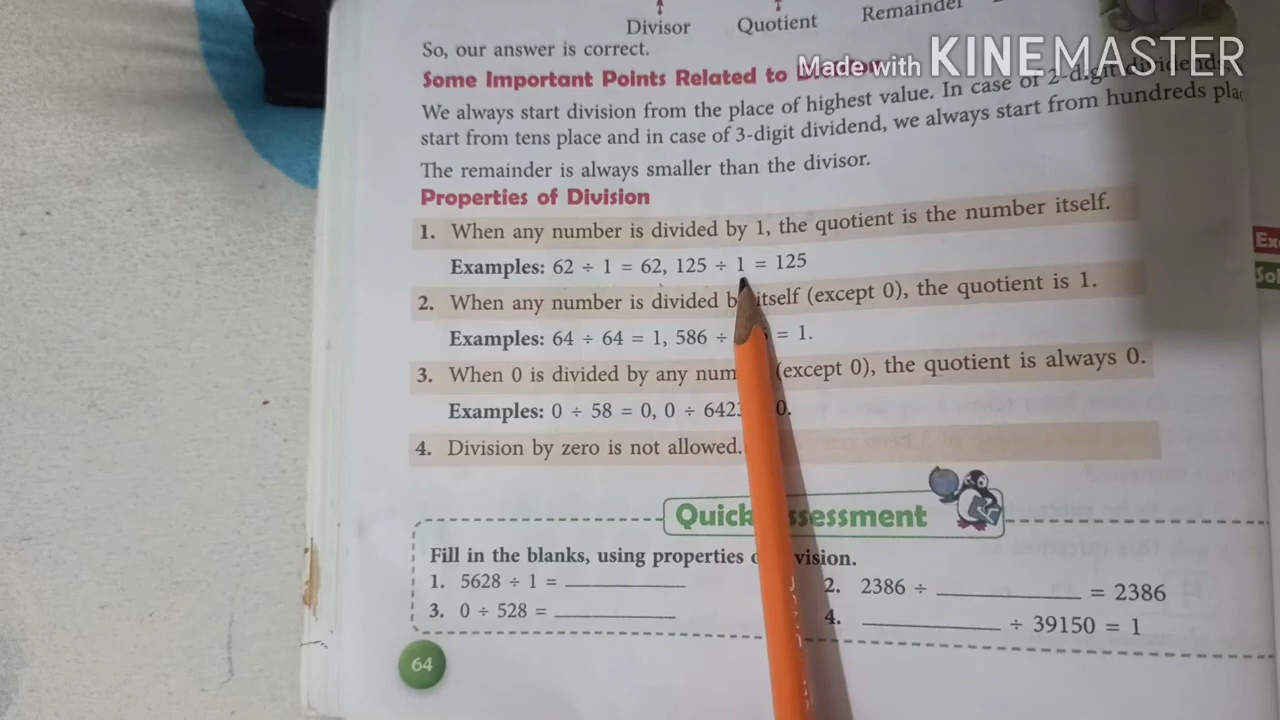 Divisor Quotient Remainder
So, our answer is correct.
Made with KINEMASTER
Some Important Points Related to
We always start division from the place of highest value. In case of 2-digit dividend,
start from tens place and in case of 3-digit dividend, we always start from hundreds plac
The remainder is always smaller than the divisor.
Properties of Division
1. When any number is divided by 1, the quotient is the number itself.
Examples: 62 ÷ 1 = 62, 125 ÷ 1 = 125
2. When any number is divided b itself (except 0), the quotient is 1.
Examples: 64 ÷ 64 = 1, 586 ÷ = 1.
3. When 0 is divided by any num (except 0), the quotient is always 0.
Examples: 0 ÷ 58 = 0, 0 ÷ 642 0.
4. Division by zero is not allowed.
Quick ssessment
Fill in the blanks, using properties o vision.
1. 5628 ÷ 1 = ____________
2. 2386 ÷ ____________ = 2386
3. 0 ÷ 528 = ____________
4. ____________ ÷ 39150 = 1
64
Ex
Sol